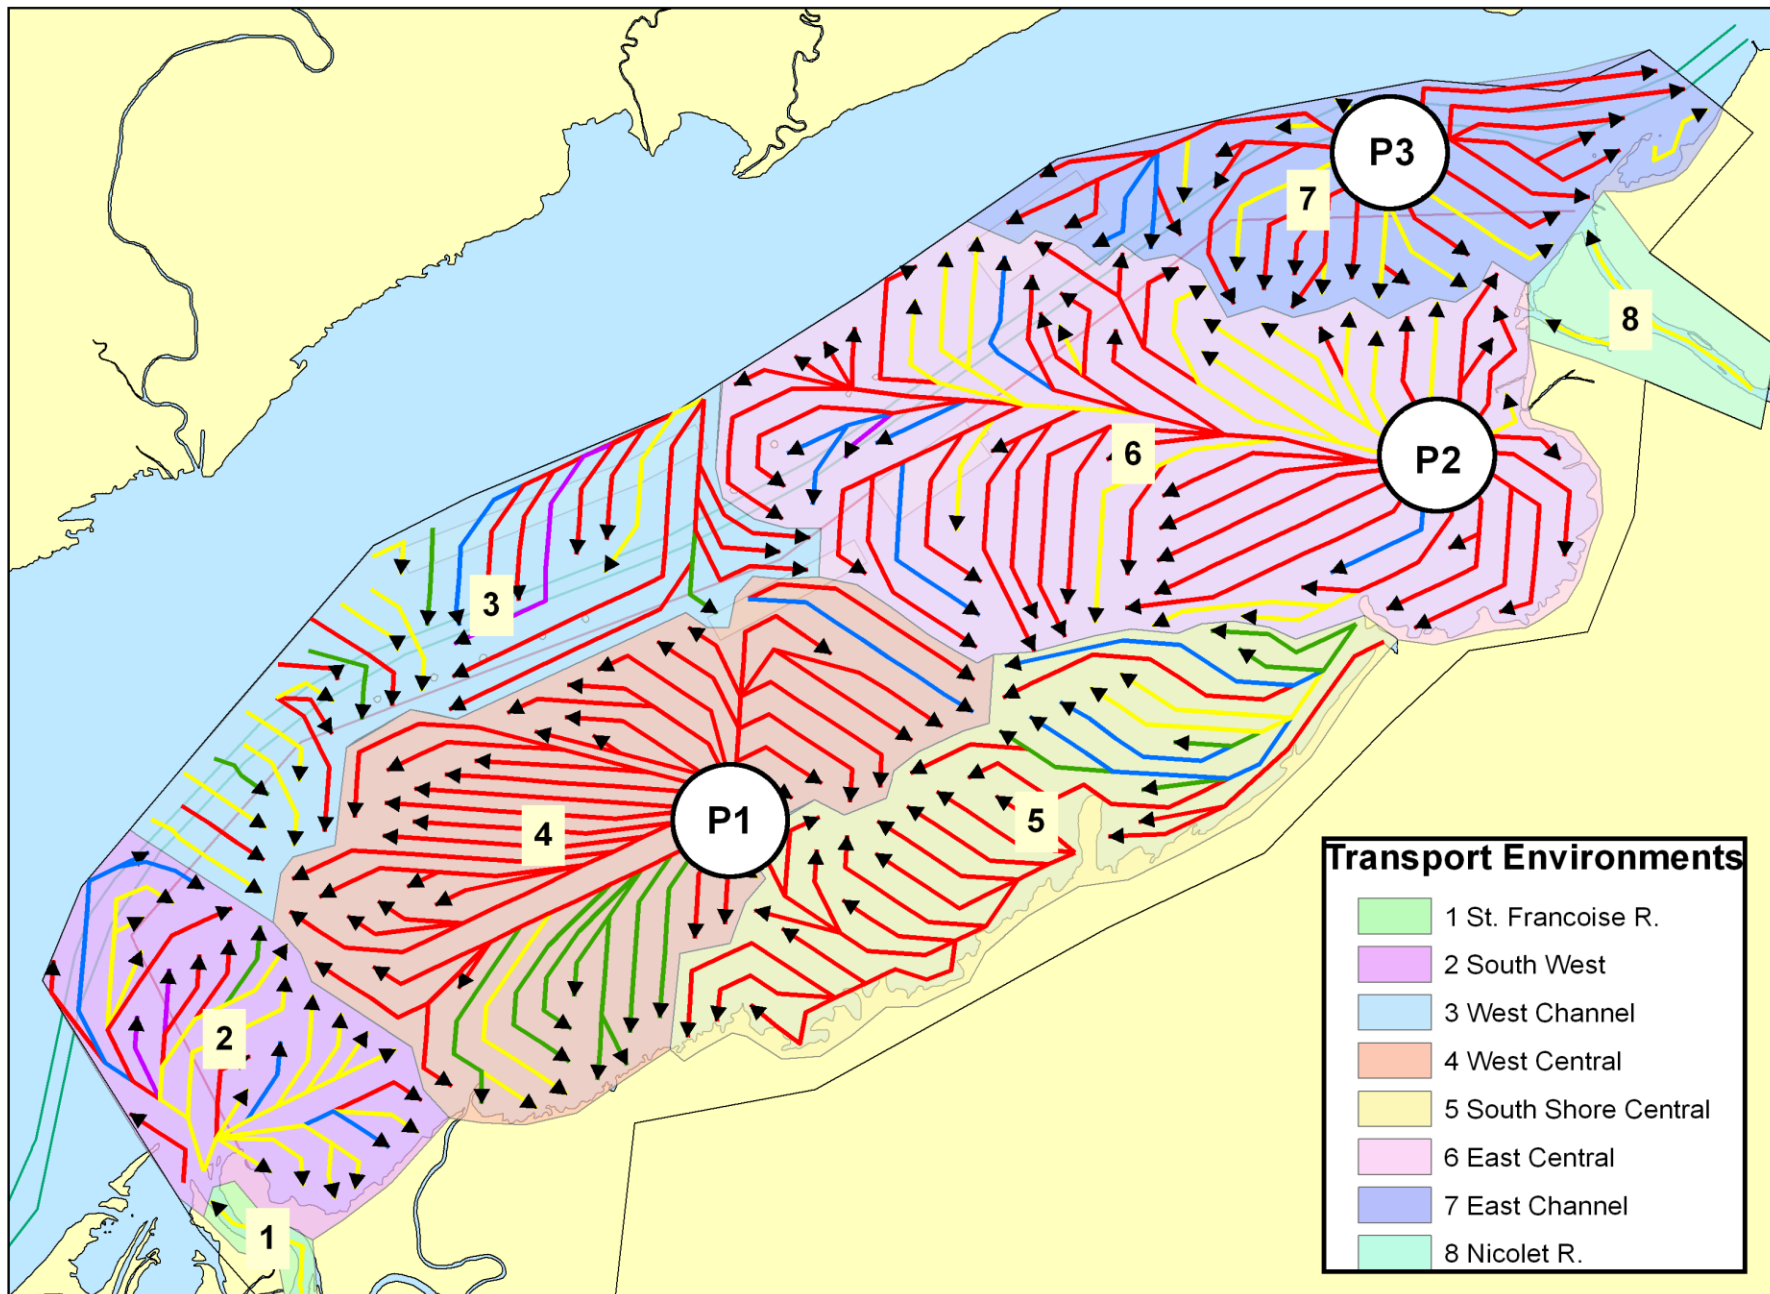 P3
7
8
6
P2
3
P1
4
5
2
1
Transport Environments
1 St. Francoise R.
2 South West
3 West Channel
4 West Central
5 South Shore Central
6 East Central
7 East Channel
8 Nicolet R.